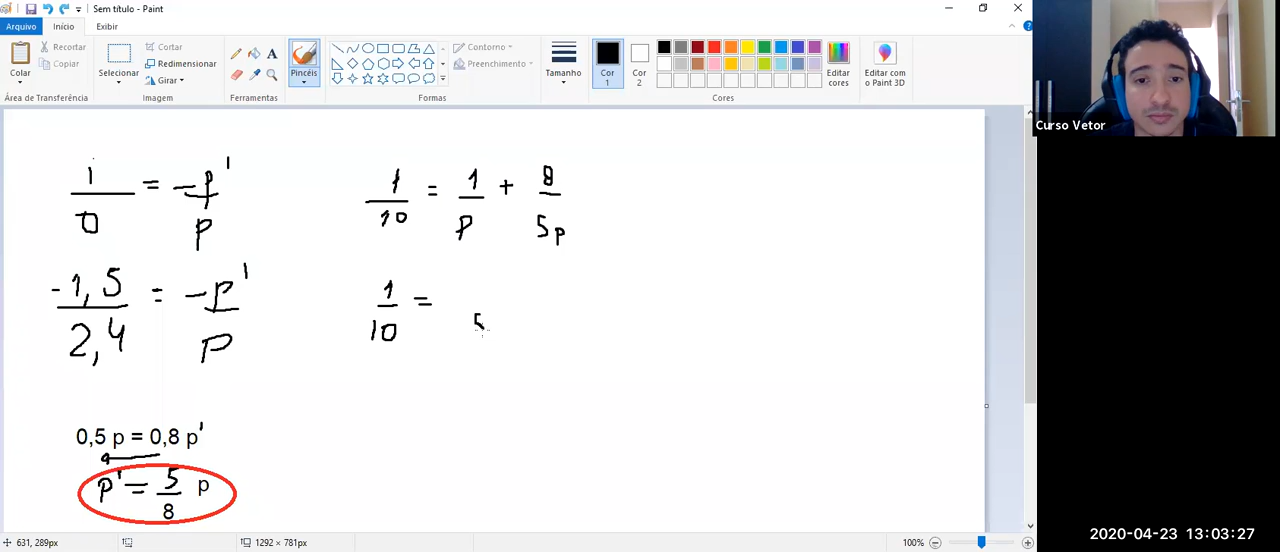 Sem título - Paint
Arquivo Início Exibir
Colar
Recortar
Copiar
Área de Transferência
Selecionar
Cortar
Redimensionar
Girar
Imagem
Ferramentas
Pincéis
Formas
Contorno
Preenchimento
Tamanho
Cor 1
Cor 2
Editar cores
Cores
Editar com o Paint 3D
Curso Vetor
i/o = -p'/p
-1,5/2,4 = -p'/p
0,5 p = 0,8 p'
p' = 5/8 p
1/10 = 1/p + 8/5p
1/10 = 5
631, 289px
1292 × 781px
100%
2020-04-23 13:03:27